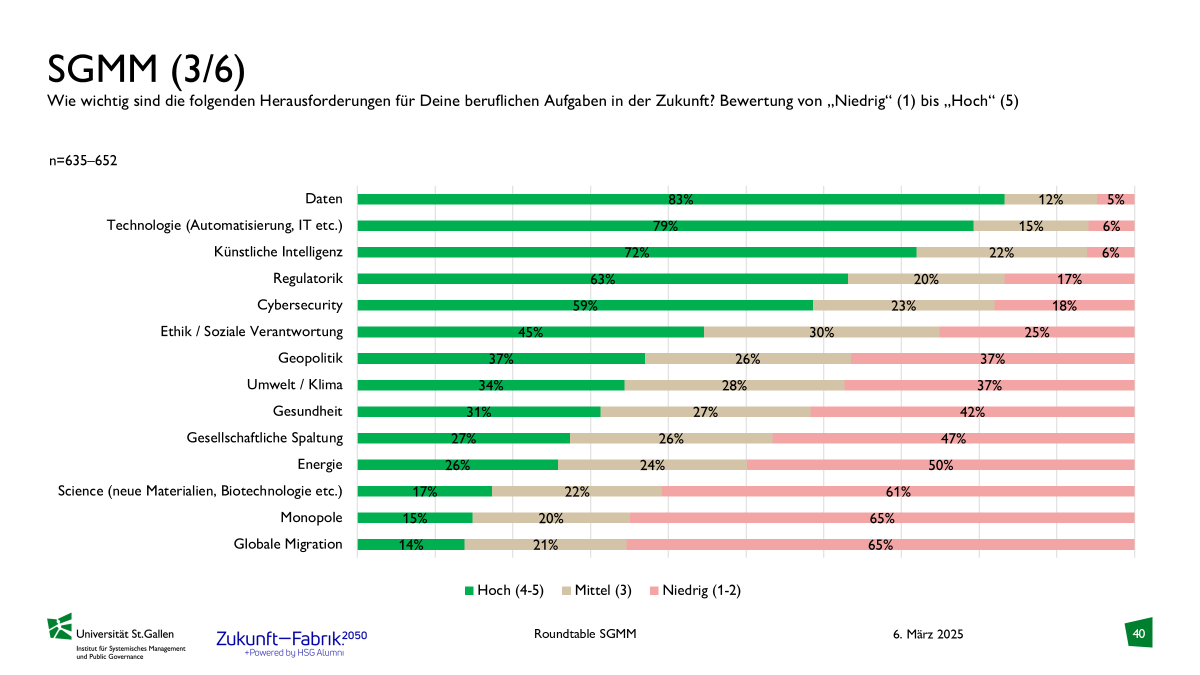 SGMM (3/6)
Wie wichtig sind die folgenden Herausforderungen für Deine beruflichen Aufgaben in der Zukunft? Bewertung von „Niedrig“ (1) bis „Hoch“ (5)
n=635–652
Daten 83% 12% 5%
Technologie (Automatisierung, IT etc.) 79% 15% 6%
Künstliche Intelligenz 72% 22% 6%
Regulatorik 63% 20% 17%
Cybersecurity 59% 23% 18%
Ethik / Soziale Verantwortung 45% 30% 25%
Geopolitik 37% 26% 37%
Umwelt / Klima 34% 28% 37%
Gesundheit 31% 27% 42%
Gesellschaftliche Spaltung 27% 26% 47%
Energie 26% 24% 50%
Science (neue Materialien, Biotechnologie etc.) 17% 22% 61%
Monopole 15% 20% 65%
Globale Migration 14% 21% 65%
Hoch (4-5) Mittel (3) Niedrig (1-2)
Universität St.Gallen
Institut für Systemisches Management
und Public Governance
Zukunft—Fabrik.2050
+Powered by HSG Alumni
Roundtable SGMM
6. März 2025
40